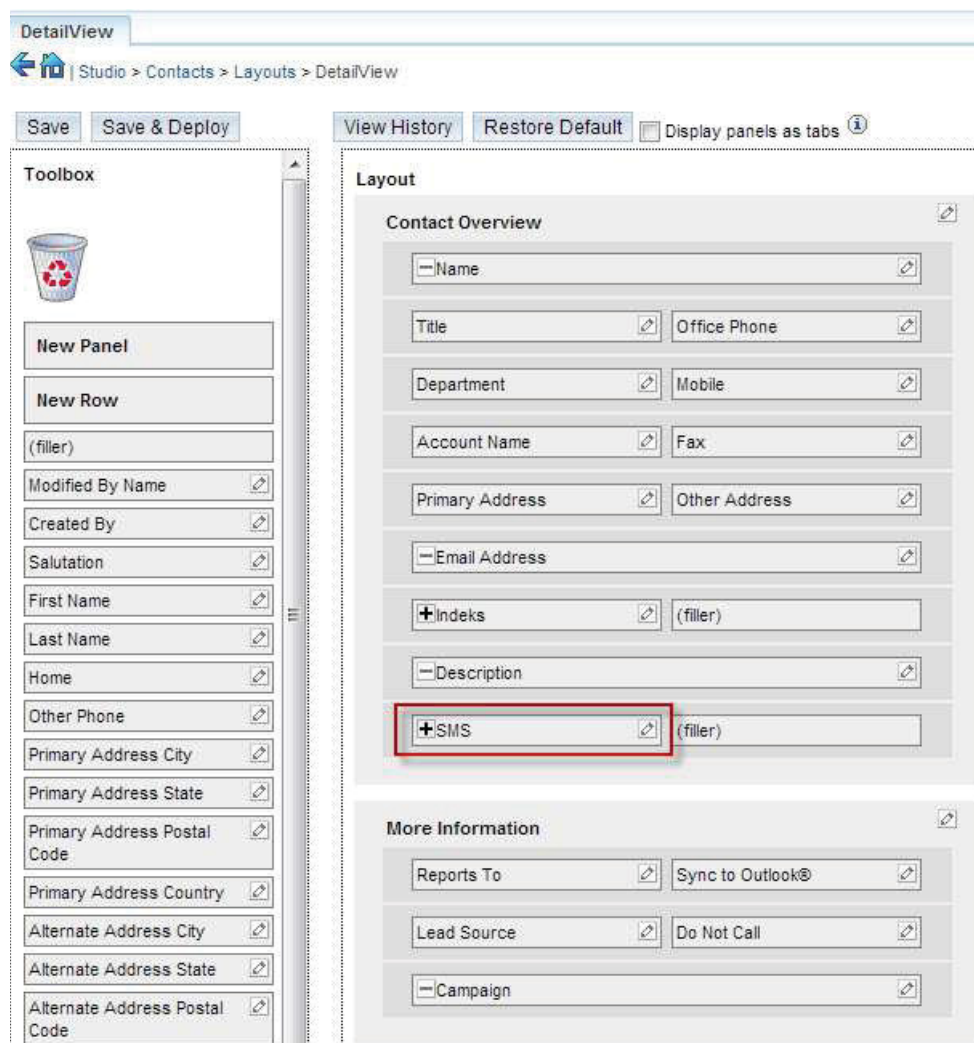 DetailView
| Studio > Contacts > Layouts > DetailView
Save Save & Deploy View History Restore Default Display panels as tabs
Toolbox
New Panel
New Row
(filler)
Modified By Name
Created By
Salutation
First Name
Last Name
Home
Other Phone
Primary Address City
Primary Address State
Primary Address Postal
Code
Primary Address Country
Alternate Address City
Alternate Address State
Alternate Address Postal
Code
Layout
Contact Overview
Name
Title Office Phone
Department Mobile
Account Name Fax
Primary Address Other Address
Email Address
Indeks (filler)
Description
SMS (filler)
More Information
Reports To Sync to Outlook®
Lead Source Do Not Call
Campaign